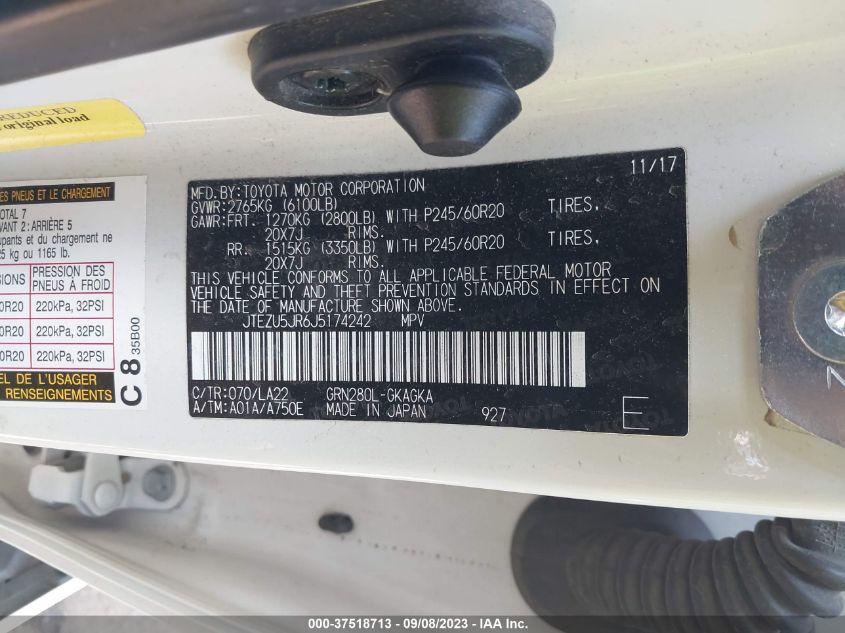 REDUCED
original load
ES PNEUS ET LE CHARGEMENT
OTAL 7
VANT 2: ARRIÈRE 5
upants et du chargement ne
25 kg ou 1165 lb.
SIONS PRESSION DES PNEUS À FROID
0R20 220kPa, 32PSI
0R20 220kPa, 32PSI
0R20 220kPa, 32PSI
EL DE L'USAGER
RENSEIGNEMENTS
C 8 35B00
11/17
MFD. BY: TOYOTA MOTOR CORPORATION
GVWR: 2765KG (6100LB)
GAWR: FRT. 1270KG (2800LB) WITH P245/60R20 TIRES,
20X7J RIMS.
RR. 1515KG (3350LB) WITH P245/60R20 TIRES,
20X7J RIMS.
THIS VEHICLE CONFORMS TO ALL APPLICABLE FEDERAL MOTOR
VEHICLE SAFETY AND THEFT PREVENTION STANDARDS IN EFFECT ON
THE DATE OF MANUFACTURE SHOWN ABOVE.
JTEZU5JR6J5174242 MPV
C/TR: 070/LA22 GRN280L-GKAGKA
A/TM: A01A/A750E MADE IN JAPAN 927 E
000-37518713 - 09/08/2023 - IAA Inc.